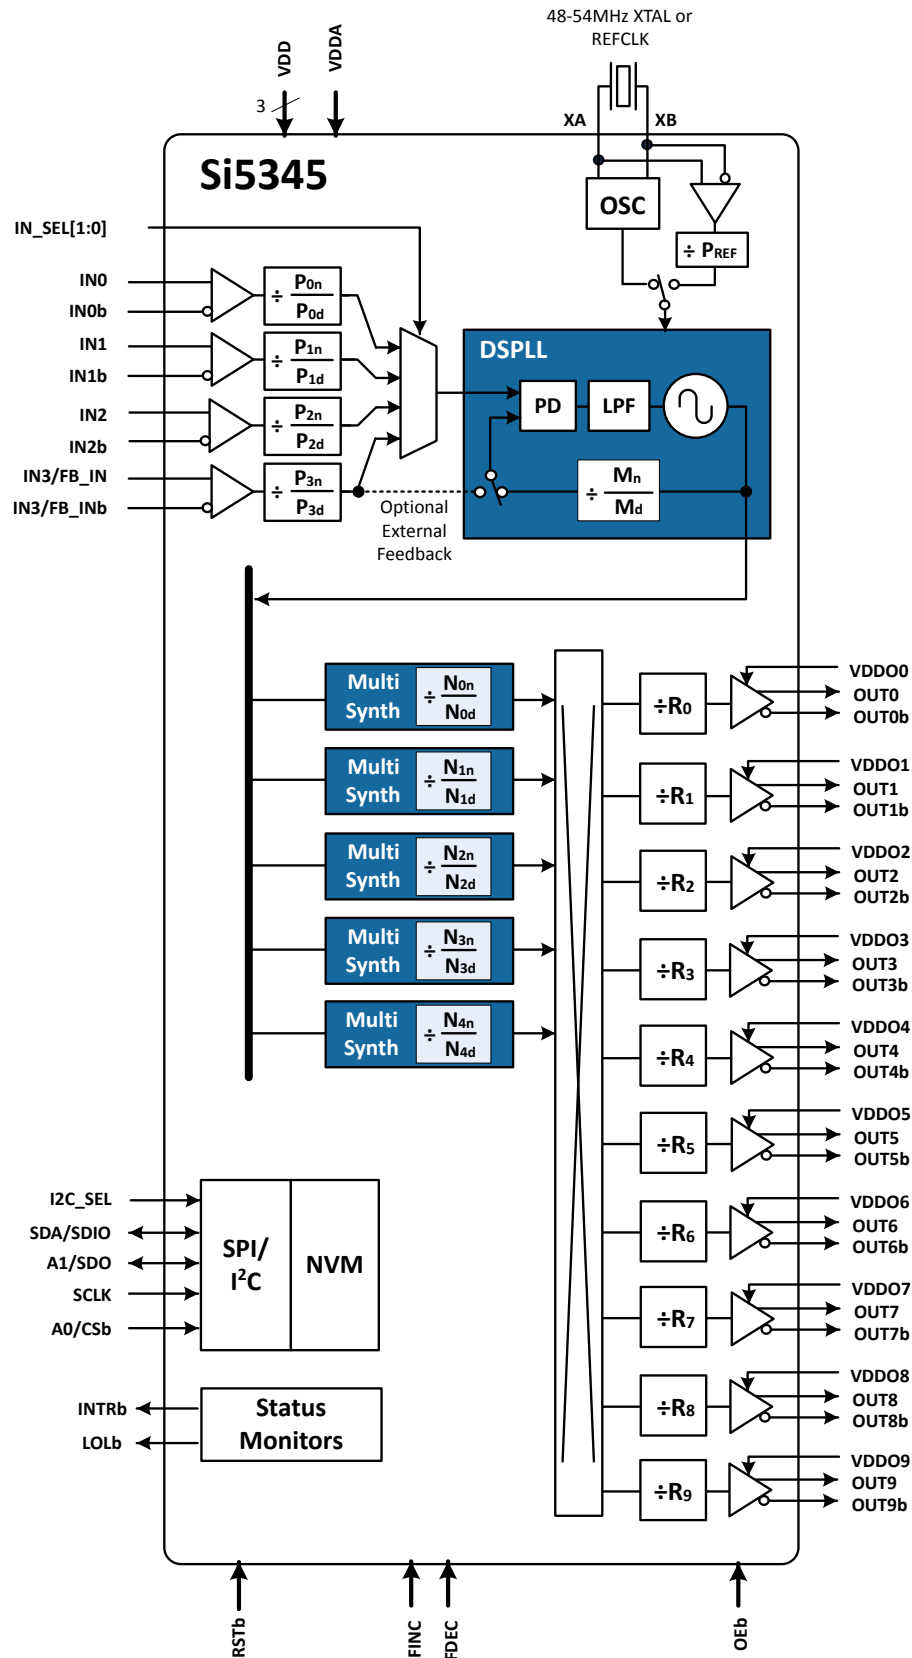 48-54MHz XTAL or
REFCLK
VDD
VDDA
3
XA
XB
Si5345
OSC
÷ PREF
IN_SEL[1:0]
IN0
IN0b
÷ P0n
P0d
IN1
IN1b
÷ P1n
P1d
IN2
IN2b
÷ P2n
P2d
IN3/FB_IN
IN3/FB_INb
÷ P3n
P3d
DSPLL
PD
LPF
÷ Mn
Md
Optional
External
Feedback
Multi
Synth
÷ N0n
N0d
Multi
Synth
÷ N1n
N1d
Multi
Synth
÷ N2n
N2d
Multi
Synth
÷ N3n
N3d
Multi
Synth
÷ N4n
N4d
÷R0
VDDO0
OUT0
OUT0b
÷R1
VDDO1
OUT1
OUT1b
÷R2
VDDO2
OUT2
OUT2b
÷R3
VDDO3
OUT3
OUT3b
÷R4
VDDO4
OUT4
OUT4b
÷R5
VDDO5
OUT5
OUT5b
÷R6
VDDO6
OUT6
OUT6b
÷R7
VDDO7
OUT7
OUT7b
÷R8
VDDO8
OUT8
OUT8b
÷R9
VDDO9
OUT9
OUT9b
I2C_SEL
SDA/SDIO
A1/SDO
SCLK
A0/CSb
SPI/
I²C
NVM
INTRb
LOLb
Status
Monitors
RSTb
FINC
FDEC
OEb